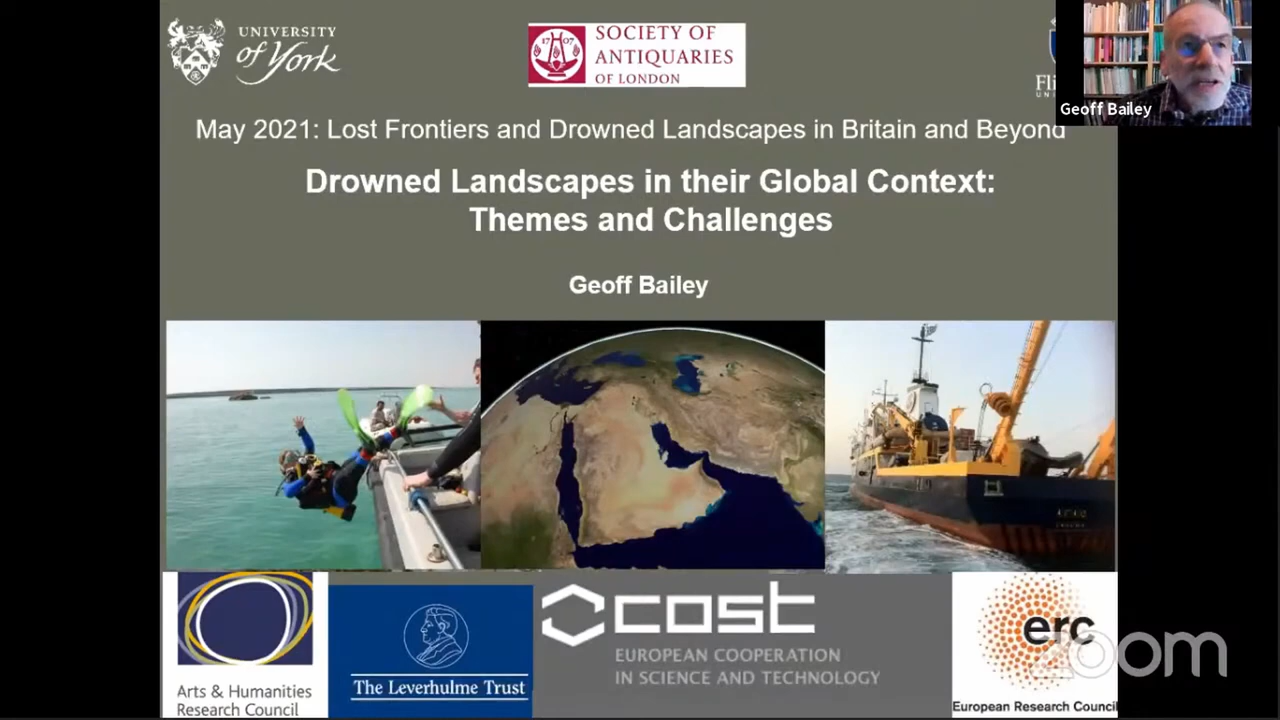 UNIVERSITY
of York
1707
SOCIETY OF
ANTIQUARIES
OF LONDON
Geoff Bailey
May 2021: Lost Frontiers and Drowned Landscapes in Britain and Beyond
Drowned Landscapes in their Global Context:
Themes and Challenges
Geoff Bailey
Arts & Humanities
Research Council
The Leverhulme Trust
cost
EUROPEAN COOPERATION
IN SCIENCE AND TECHNOLOGY
erc
European Research Council
zoom